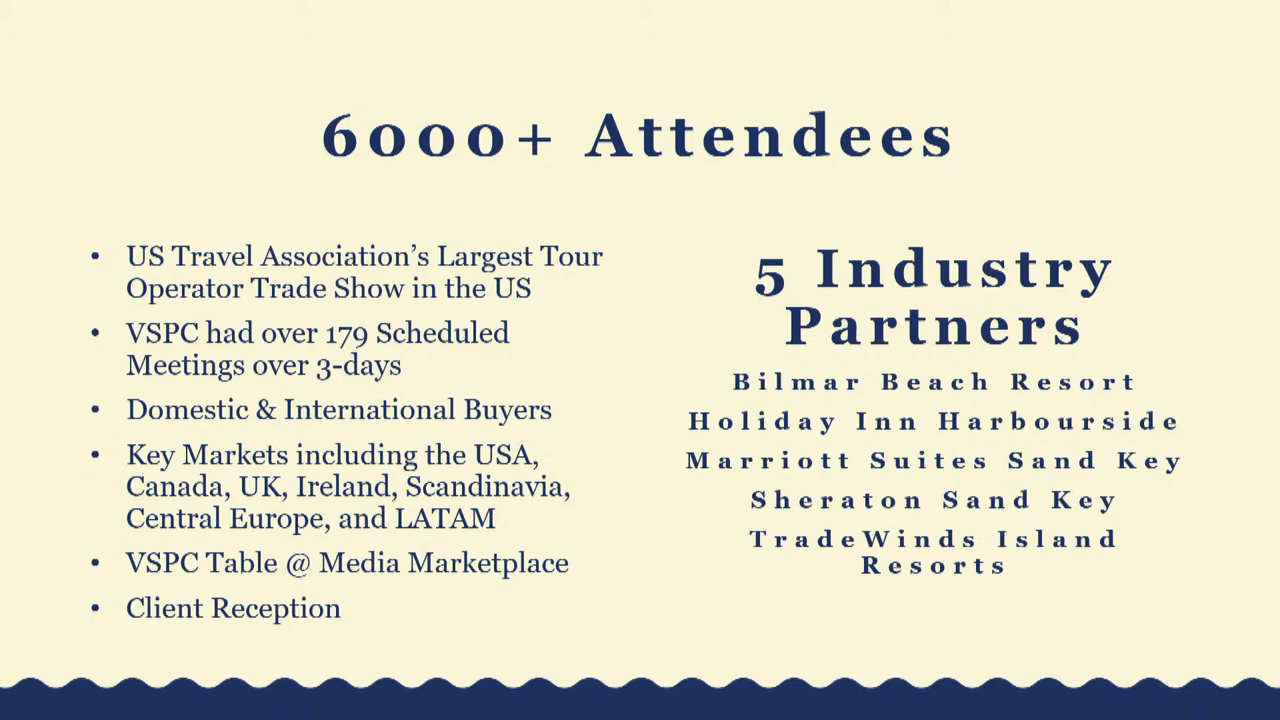 6000+ Attendees
• US Travel Association's Largest Tour
Operator Trade Show in the US
• VSPC had over 179 Scheduled
Meetings over 3-days
• Domestic & International Buyers
• Key Markets including the USA,
Canada, UK, Ireland, Scandinavia,
Central Europe, and LATAM
• VSPC Table @ Media Marketplace
• Client Reception
5 Industry
Partners
Bilmar Beach Resort
Holiday Inn Harbourside
Marriott Suites Sand Key
Sheraton Sand Key
TradeWinds Island
Resorts